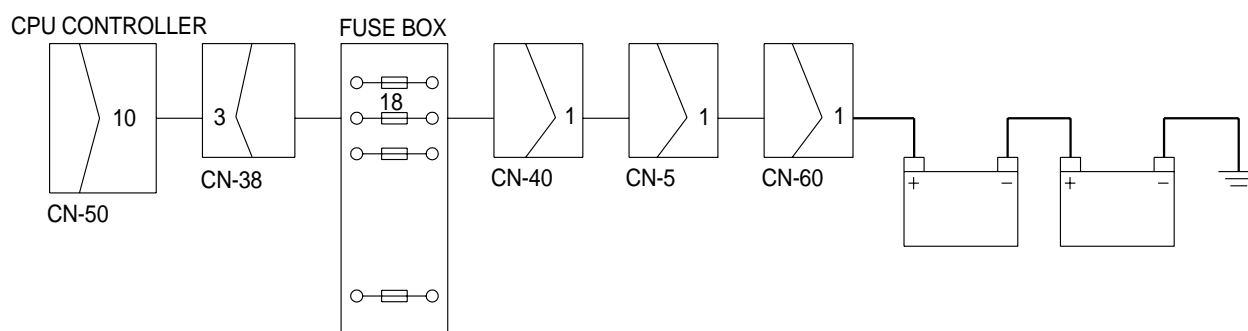 CPU CONTROLLER
FUSE BOX
10
3
18
1
1
1
CN-50
CN-38
CN-40
CN-5
CN-60
+
−
+
−